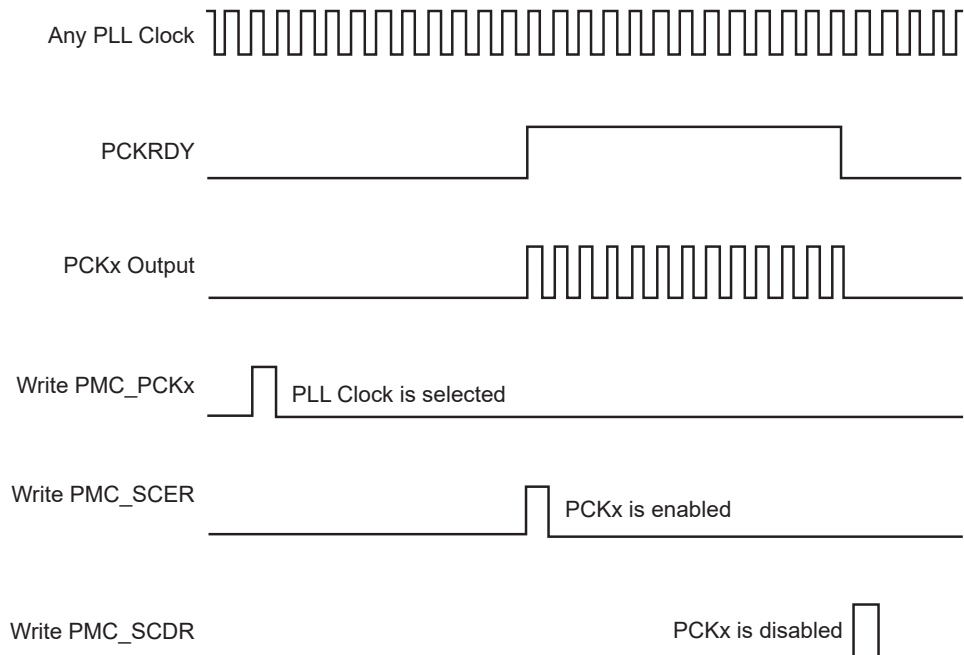 Any PLL Clock
PCKRDY
PCKx Output
Write PMC_PCKx
PLL Clock is selected
Write PMC_SCER
PCKx is enabled
Write PMC_SCDR
PCKx is disabled